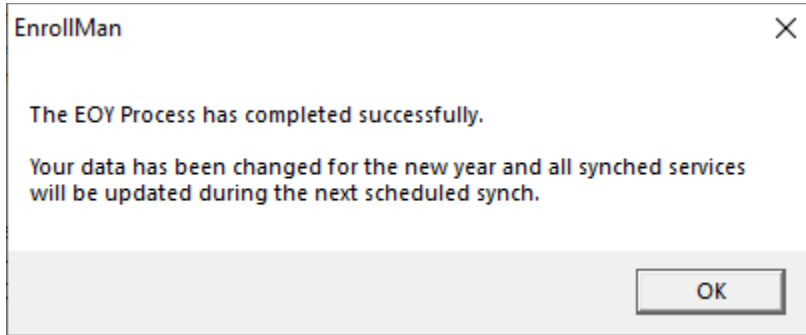 EnrollMan
The EOY Process has completed successfully.
Your data has been changed for the new year and all synched services
will be updated during the next scheduled synch.
OK